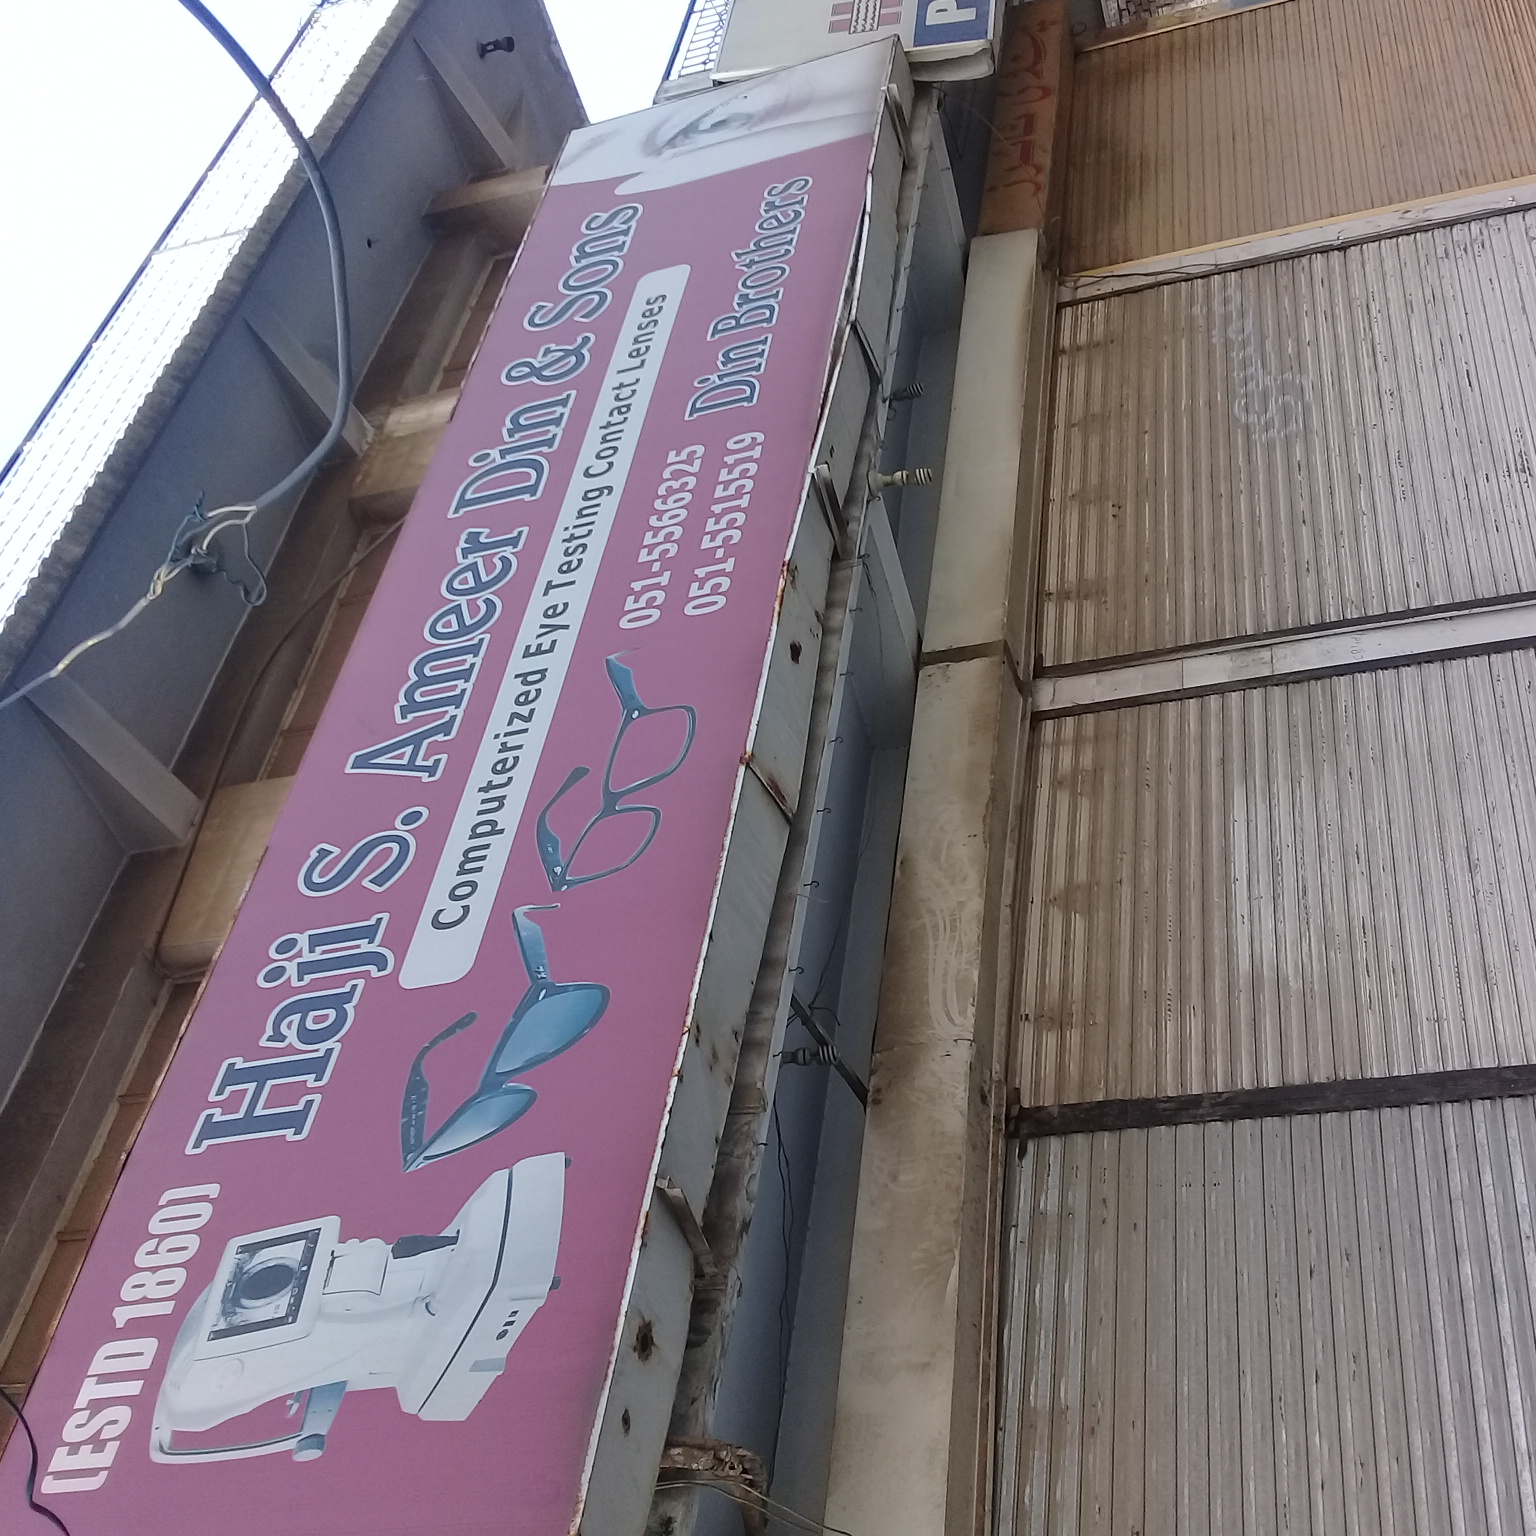 (ESTD 1860) Haji S. Ameer Din & Sons
Computerized Eye Testing Contact Lenses
051-5566325
051-5515519 Din Brothers
P